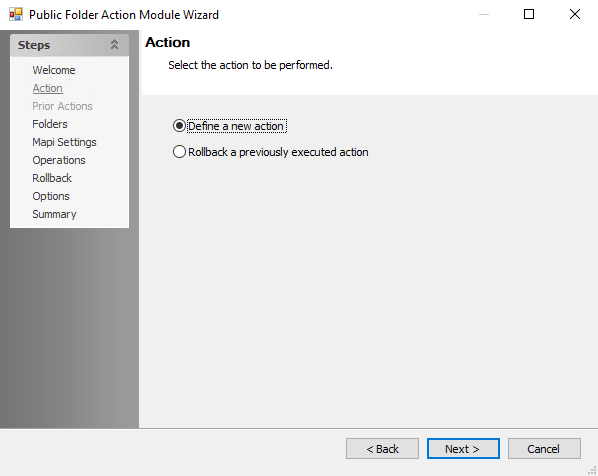 Public Folder Action Module Wizard
Steps
Welcome
Action
Prior Actions
Folders
Mapi Settings
Operations
Rollback
Options
Summary
Action
Select the action to be performed.
Define a new action
Rollback a previously executed action
< Back
Next >
Cancel